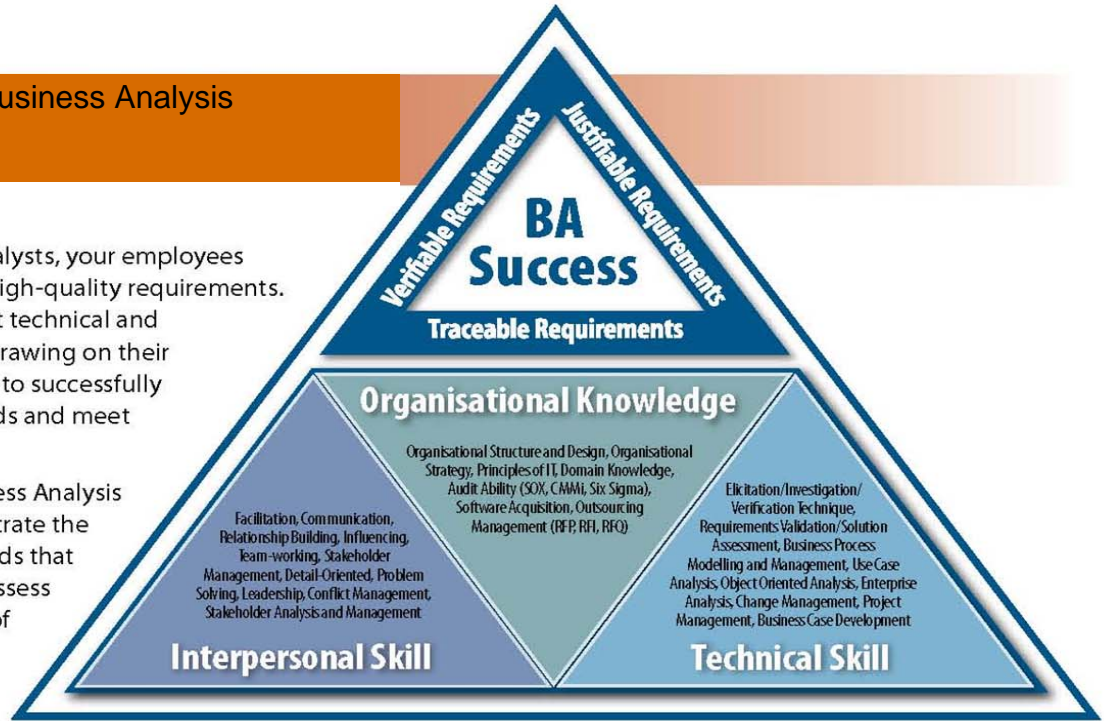 usiness Analysis
alysts, your employees
igh-quality requirements.
t technical and
rawing on their
to successfully
ds and meet
ess Analysis
trate the
ds that
ssess
of
Verifiable Requirements
Justifiable Requirements
BA
Success
Traceable Requirements
Organisational Knowledge
Organisational Structure and Design, Organisational
Strategy, Principles of IT, Domain Knowledge,
Audit Ability (SOX, CMMi, Six Sigma),
Software Acquisition, Outsourcing
Management (RFP, RFI, RFQ)
Facilitation, Communication,
Relationship Building, Influencing,
Team-working, Stakeholder
Management, Detail-Oriented, Problem
Solving, Leadership, Conflict Management,
Stakeholder Analysis and Management
Interpersonal Skill
Elicitation/Investigation/
Verification Technique,
Requirements Validation/Solution
Assessment, Business Process
Modelling and Management, Use Case
Analysis, Object Oriented Analysis, Enterprise
Analysis, Change Management, Project
Management, Business Case Development
Technical Skill